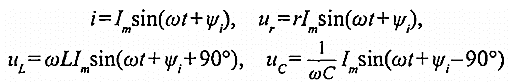 i = I_m sin(ωt + ψ_i), u_r = rI_m sin(ωt + ψ_i),
u_L = ωLI_m sin(ωt + ψ_i + 90°), u_C = \frac{1}{ωC} I_m sin(ωt + ψ_i − 90°)